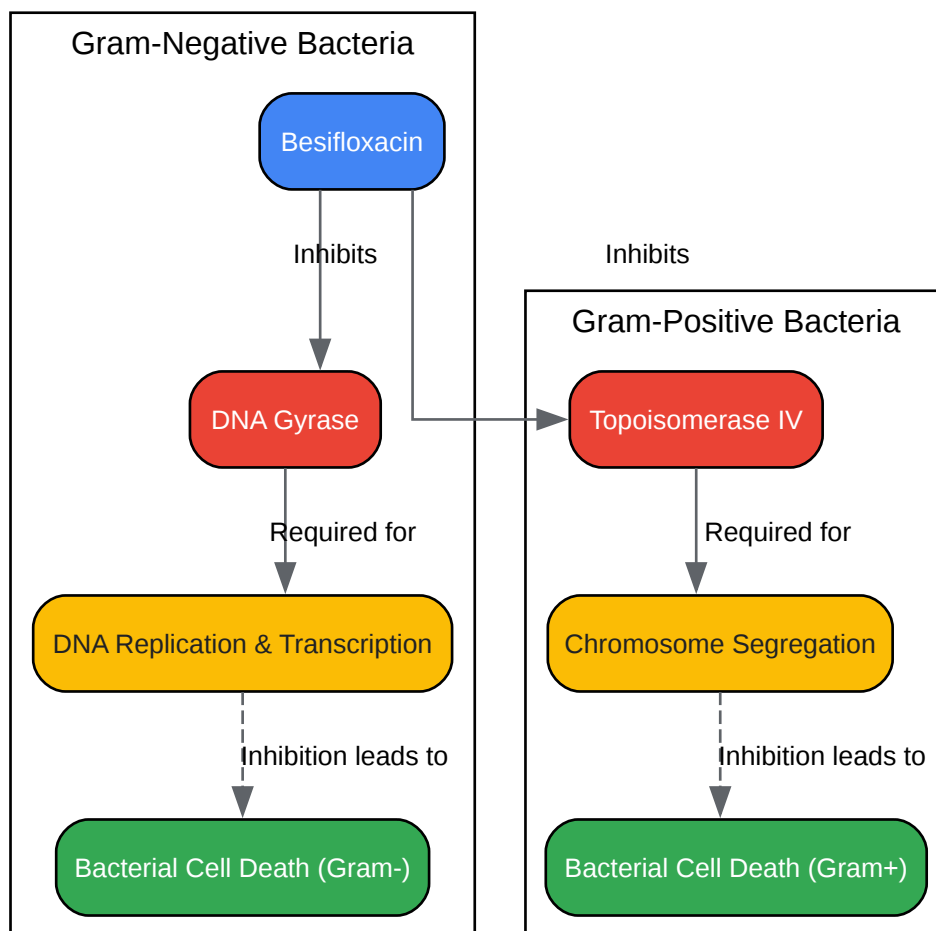 Gram-Negative Bacteria
Besifloxacin
Inhibits
Inhibits
Gram-Positive Bacteria
DNA Gyrase
Topoisomerase IV
Required for
Required for
DNA Replication & Transcription
Chromosome Segregation
Inhibition leads to
Inhibition leads to
Bacterial Cell Death (Gram-)
Bacterial Cell Death (Gram+)